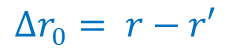 Δr₀ = r − r′